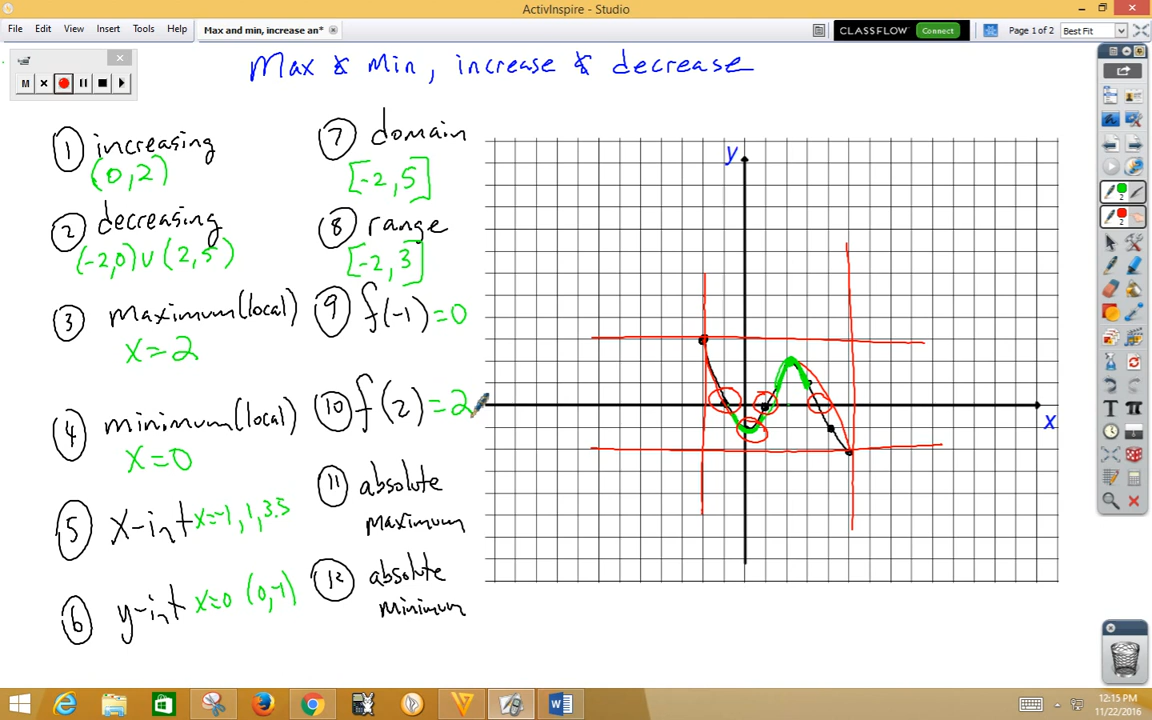 ActivInspire - Studio
File Edit View Insert Tools Help
Max and min, increase an*
CLASSFLOW Connect
Page 1 of 2 Best Fit
M
Max & Min, increase & decrease
1 increasing
(0,2)
2 decreasing
(-2,0)∪(2,5)
3 maximum(local)
x=2
4 minimum(local)
x=0
5 x-int x=-1,1,3.5
6 y-int x=0 (0,-1)
7 domain
[-2,5]
8 range
[-2,3]
9 f(-1)=0
10 f(2)=2
11 absolute
maximum
12 absolute
minimum
y
x
2
2
T
12:15 PM
11/22/2016